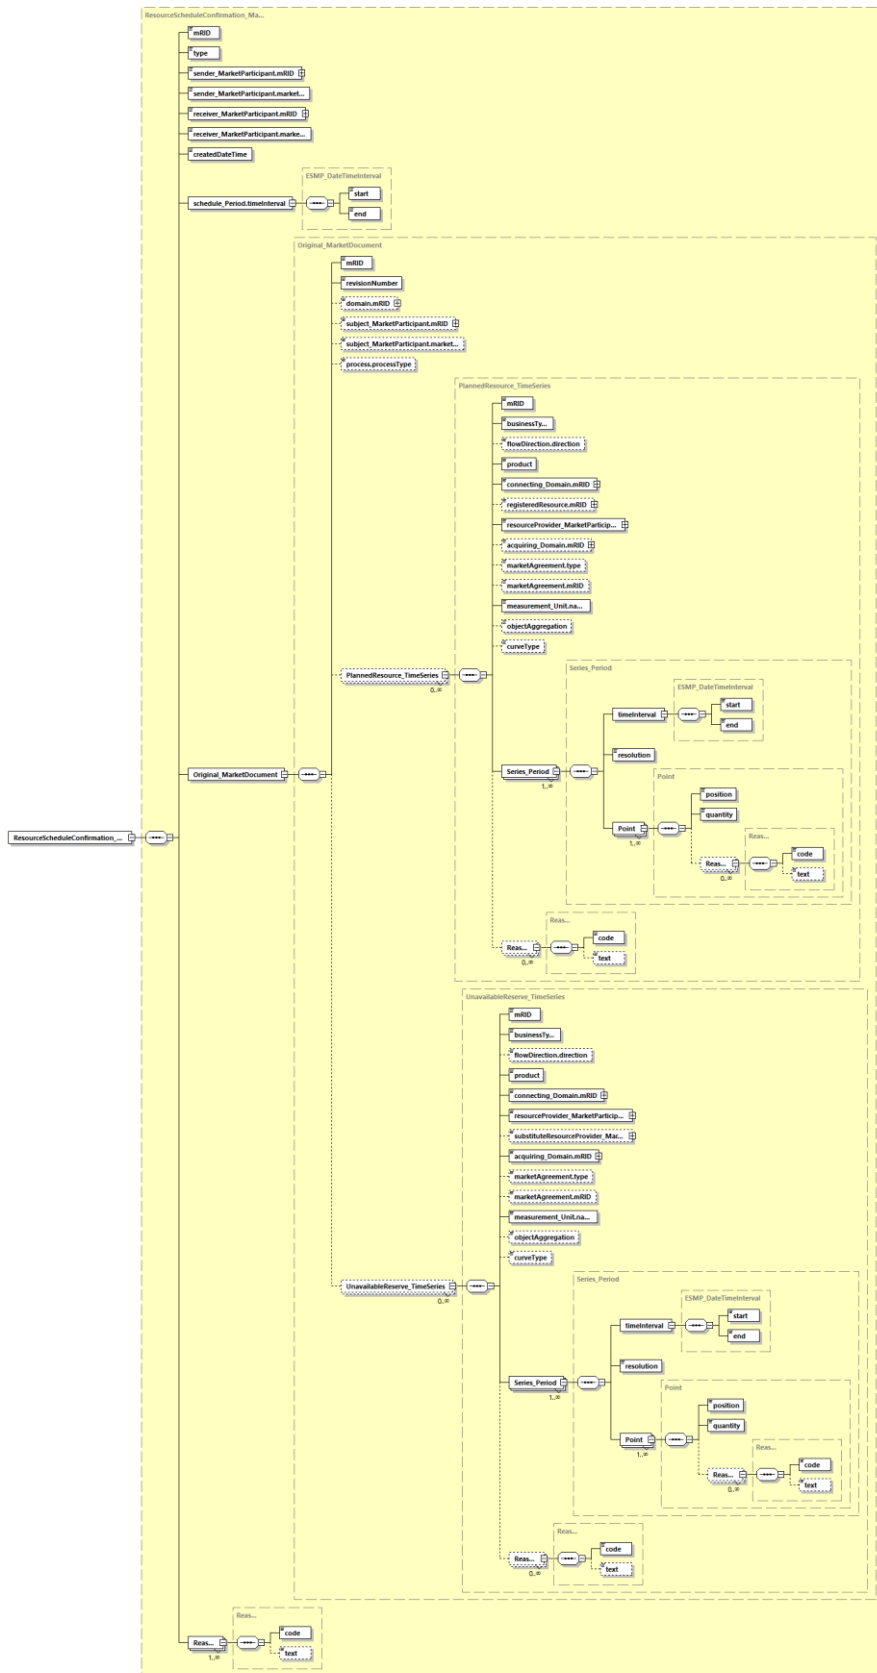 ResourceScheduleConfirmation_Ma...
mRID
type
sender_MarketParticipant.mRID
sender_MarketParticipant.market...
receiver_MarketParticipant.mRID
receiver_MarketParticipant.marke...
createdDateTime
ESMP_DateTimeInterval
start
schedule_Period.timeInterval
end
Original_MarketDocument
mRID
revisionNumber
domain.mRID
subject_MarketParticipant.mRID
subject_MarketParticipant.market...
process.processType
PlannedResource_TimeSeries
mRID
businessTy...
flowDirection.direction
product
connecting_Domain.mRID
registeredResource.mRID
resourceProvider_MarketParticip...
acquiring_Domain.mRID
marketAgreement.type
marketAgreement.mRID
measurement_Unit.na...
objectAggregation
curveType
Series_Period
PlannedResource_TimeSeries
0..∞
ESMP_DateTimeInterval
start
timeInterval
end
resolution
Series_Period
1..∞
Original_MarketDocument
Point
position
quantity
Point
1..∞
Reas...
code
Reas...
0..∞
text
ResourceScheduleConfirmation_...
Reas...
code
Reas...
0..∞
text
UnavailableReserve_TimeSeries
mRID
businessTy...
flowDirection.direction
product
connecting_Domain.mRID
resourceProvider_MarketParticip...
substituteResourceProvider_Mar...
acquiring_Domain.mRID
marketAgreement.type
marketAgreement.mRID
measurement_Unit.na...
objectAggregation
curveType
Series_Period
UnavailableReserve_TimeSeries
0..∞
ESMP_DateTimeInterval
start
timeInterval
end
resolution
Series_Period
1..∞
Point
position
quantity
Point
1..∞
Reas...
code
Reas...
0..∞
text
Reas...
code
Reas...
0..∞
text
Reas...
code
Reas...
1..∞
text